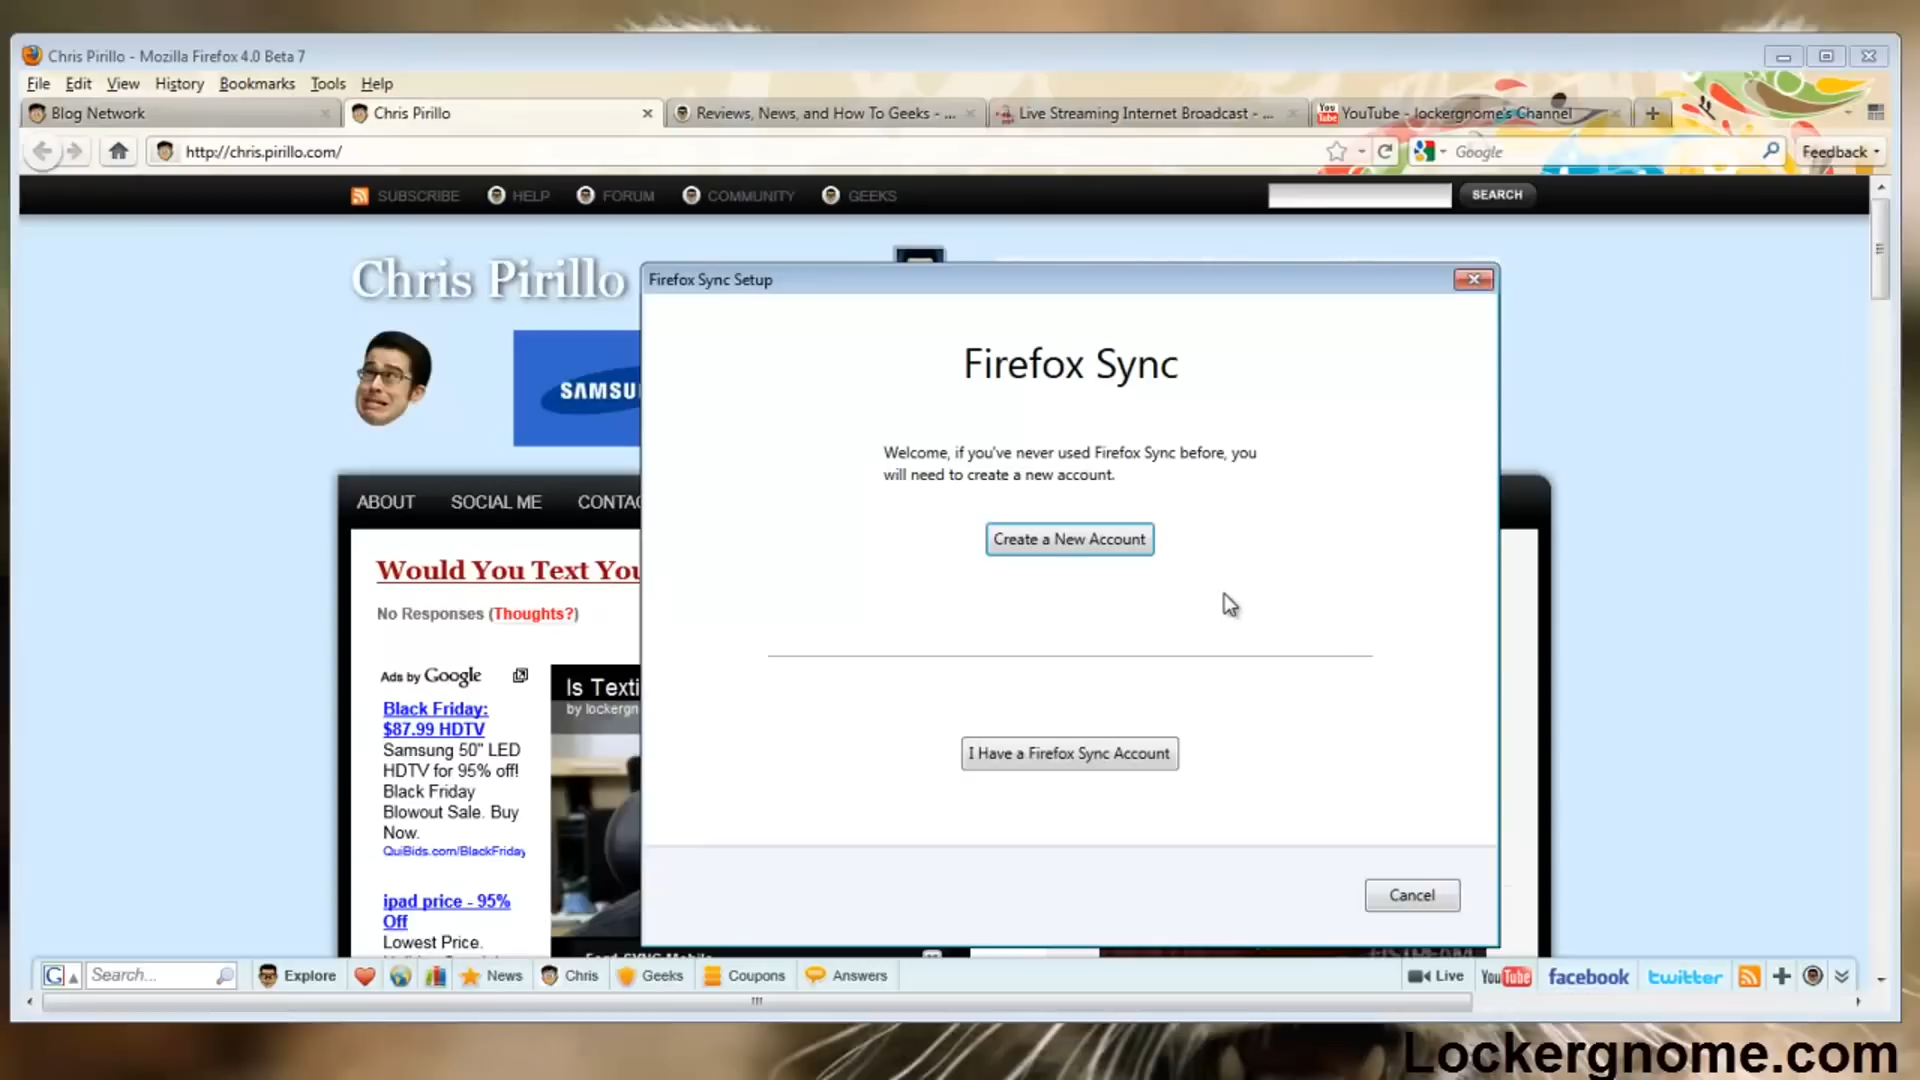 Chris Pirillo - Mozilla Firefox 4.0 Beta 7
File Edit View History Bookmarks Tools Help
Blog Network
Chris Pirillo
Reviews, News, and How To Geeks - ...
Live Streaming Internet Broadcast - ...
YouTube - lockergnome's Channel
http://chris.pirillo.com/
Google
Feedback
SUBSCRIBE HELP FORUM COMMUNITY GEEKS
SEARCH
Chris Pirillo
Firefox Sync Setup
Firefox Sync
SAMSU
Welcome, if you've never used Firefox Sync before, you
will need to create a new account.
Create a New Account
ABOUT SOCIAL ME CONTAC
Would You Text You
No Responses (Thoughts?)
Ads by Google
Is Texti
by lockergn
Black Friday:
$87.99 HDTV
Samsung 50" LED
HDTV for 95% off!
Black Friday
Blowout Sale. Buy
Now.
QuiBids.com/BlackFriday
I Have a Firefox Sync Account
ipad price - 95%
Off
Lowest Price.
Cancel
Search...
Explore
News
Chris
Geeks
Coupons
Answers
Live
YouTube
facebook
twitter
Lockergnome.com